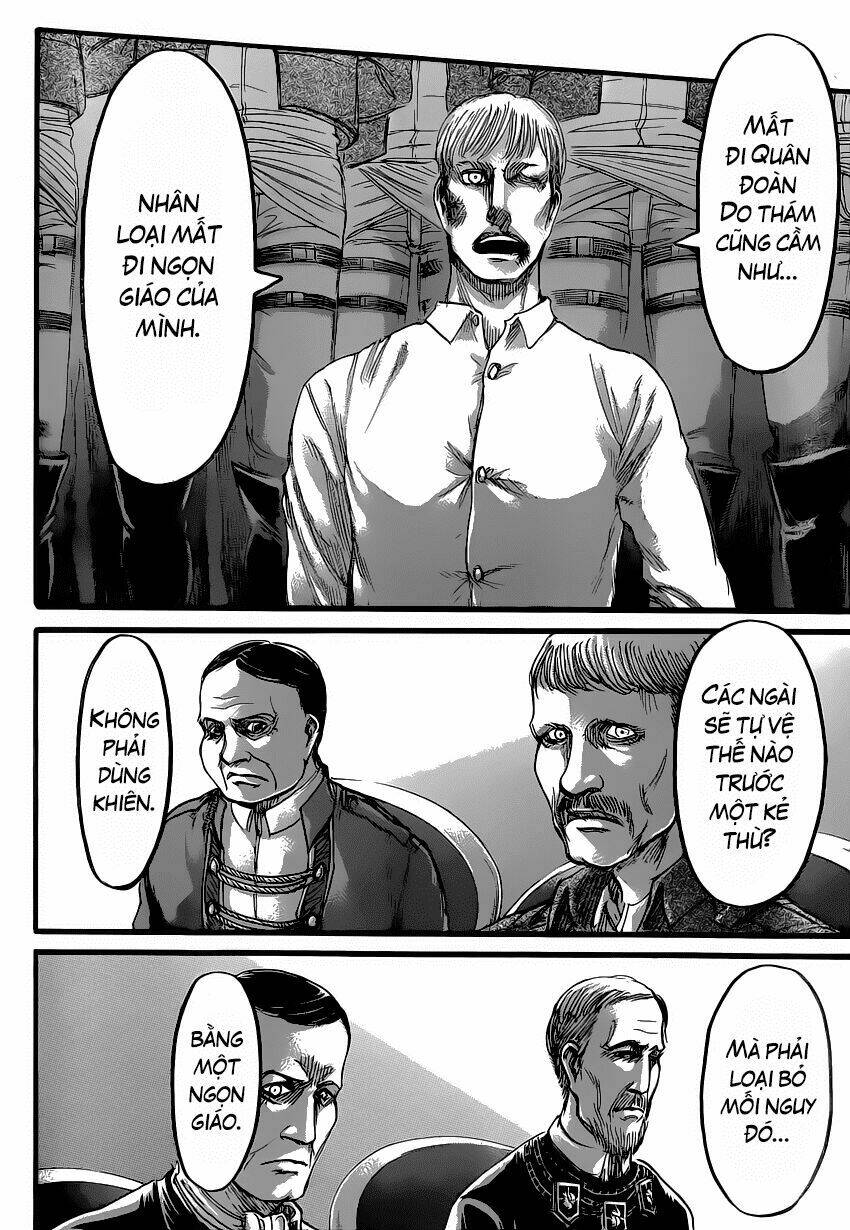 MẤT
ĐI QUÂN
ĐOÀN
DO THÁM
CŨNG CẦM
NHƯ...
NHÂN
LOẠI MẤT
ĐI NGỌN
GIÁO CỦA
MÌNH.
CÁC NGÀI
SẼ TỰ VỆ
THẾ NÀO
TRƯỚC
MỘT KẺ
THÙ?
KHÔNG
PHẢI
DÙNG
KHIÊN.
MÀ PHẢI
LOẠI BỎ
MỐI NGUY
ĐÓ...
BẰNG
MỘT
NGỌN
GIÁO.